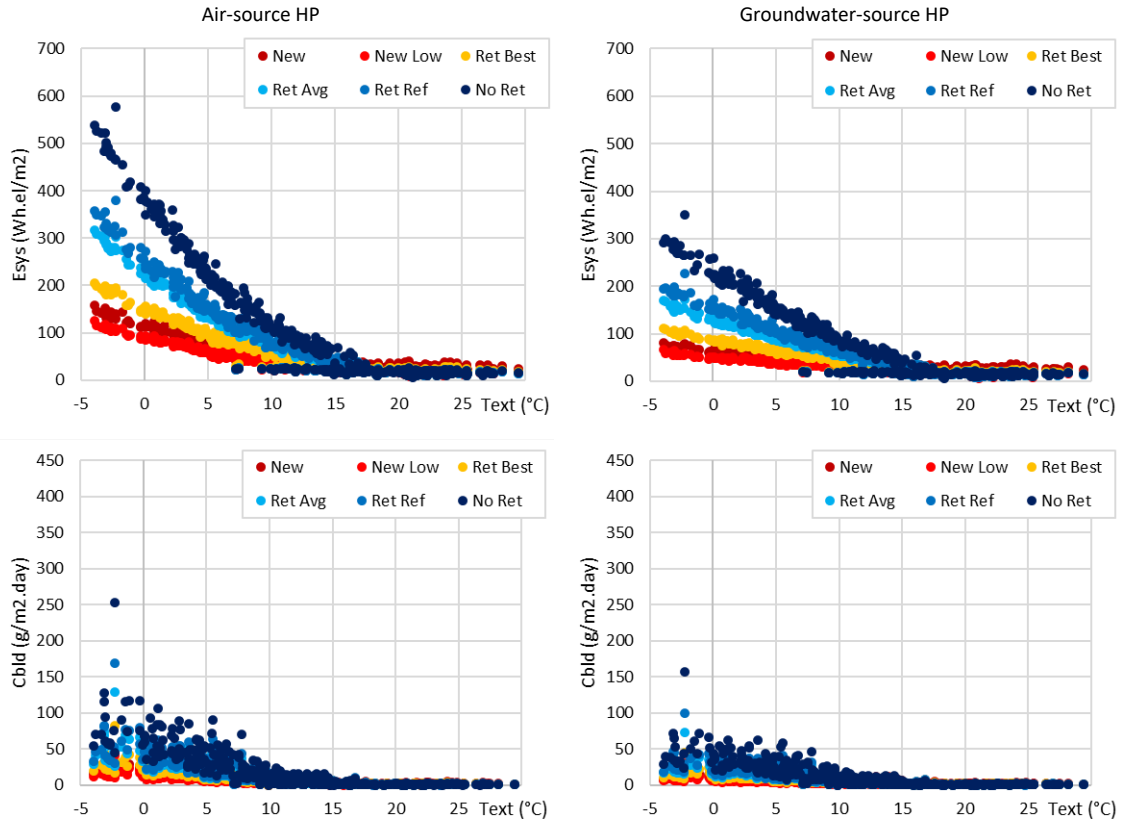 Air-source HP
Groundwater-source HP
700
600
500
400
300
200
100
0
Esys (Wh.el/m2)
New
New Low
Ret Best
Ret Avg
Ret Ref
No Ret
-5
0
5
10
15
20
25
Text (°C)
700
600
500
400
300
200
100
0
Esys (Wh.el/m2)
New
New Low
Ret Best
Ret Avg
Ret Ref
No Ret
-5
0
5
10
15
20
25
Text (°C)
450
400
350
300
250
200
150
100
50
0
Cbld (g/m2.day)
New
New Low
Ret Best
Ret Avg
Ret Ref
No Ret
-5
0
5
10
15
20
25
Text (°C)
450
400
350
300
250
200
150
100
50
0
Cbld (g/m2.day)
New
New Low
Ret Best
Ret Avg
Ret Ref
No Ret
-5
0
5
10
15
20
25
Text (°C)